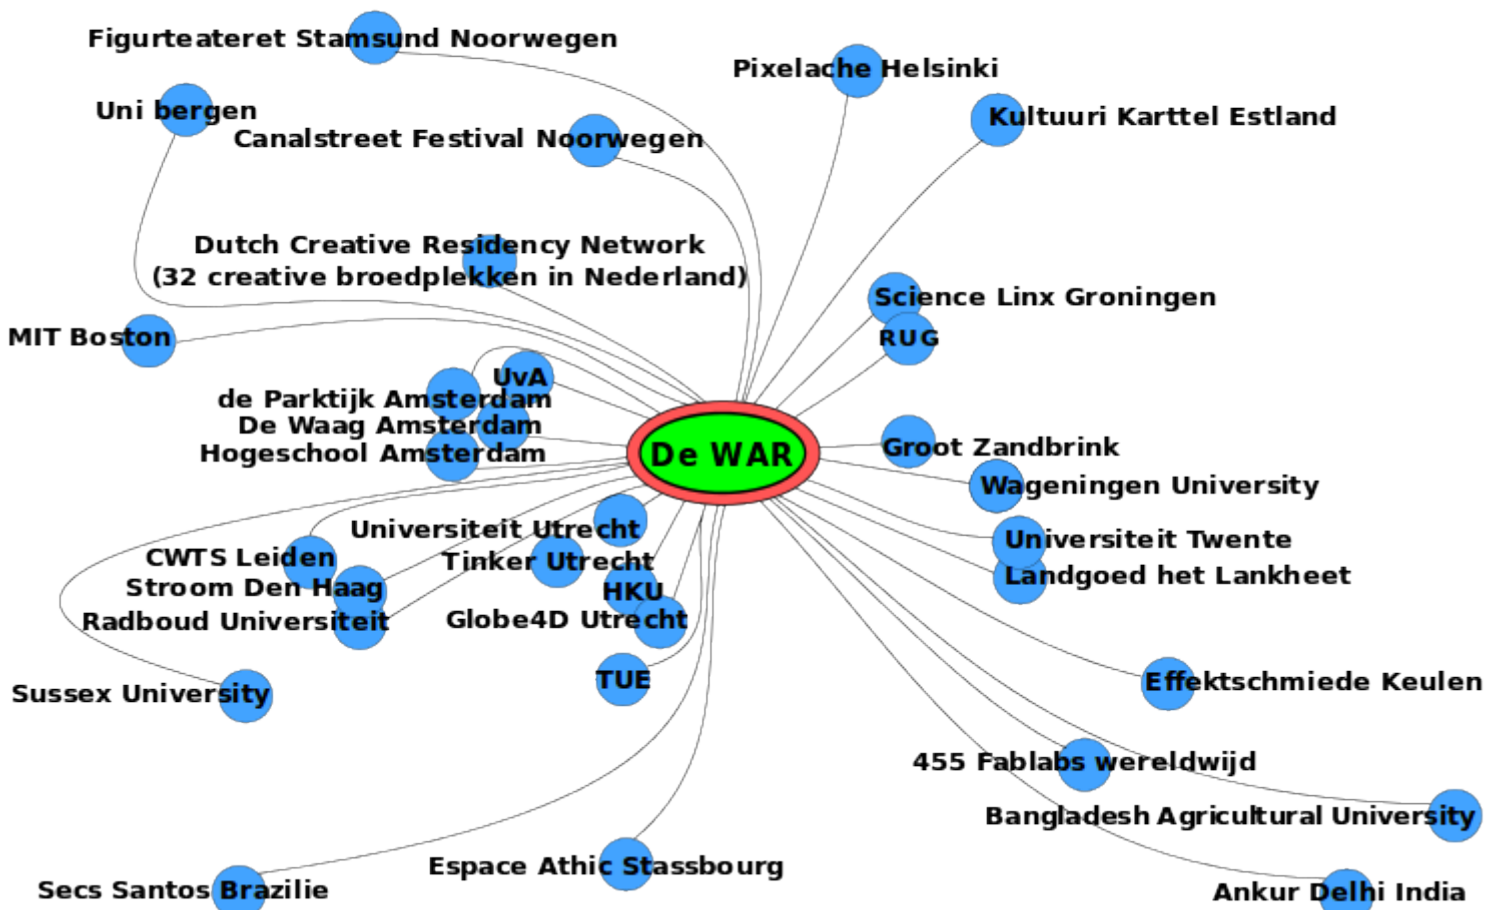 Figurteateret Stamsund Noorwegen
Pixelache Helsinki
Uni bergen
Kultuuri Karttel Estland
Canalstreet Festival Noorwegen
Dutch Creative Residency Network
(32 creative broedplekken in Nederland)
Science Linx Groningen
MIT Boston
RUG
UvA
de Parktijk Amsterdam
De Waag Amsterdam
Hogeschool Amsterdam
De WAR
Groot Zandbrink
Wageningen University
Universiteit Utrecht
Universiteit Twente
CWTS Leiden
Tinker Utrecht
Landgoed het Lankheet
Stroom Den Haag
HKU
Radboud Universiteit
Globe4D Utrecht
TUE
Effektschmiede Keulen
Sussex University
455 Fablabs wereldwijd
Bangladesh Agricultural University
Espace Athic Stassbourg
Secs Santos Brazilie
Ankur Delhi India